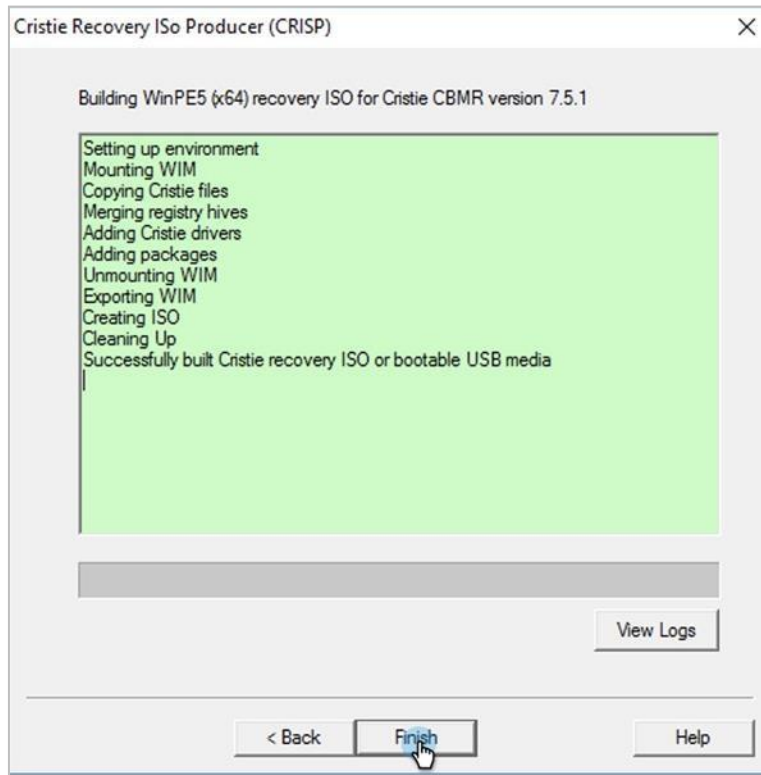 Cristie Recovery ISo Producer (CRISP)
Building WinPE5 (x64) recovery ISO for Cristie CBMR version 7.5.1
Setting up environment
Mounting WIM
Copying Cristie files
Merging registry hives
Adding Cristie drivers
Adding packages
Unmounting WIM
Exporting WIM
Creating ISO
Cleaning Up
Successfully built Cristie recovery ISO or bootable USB media
View Logs
< Back Finish Help